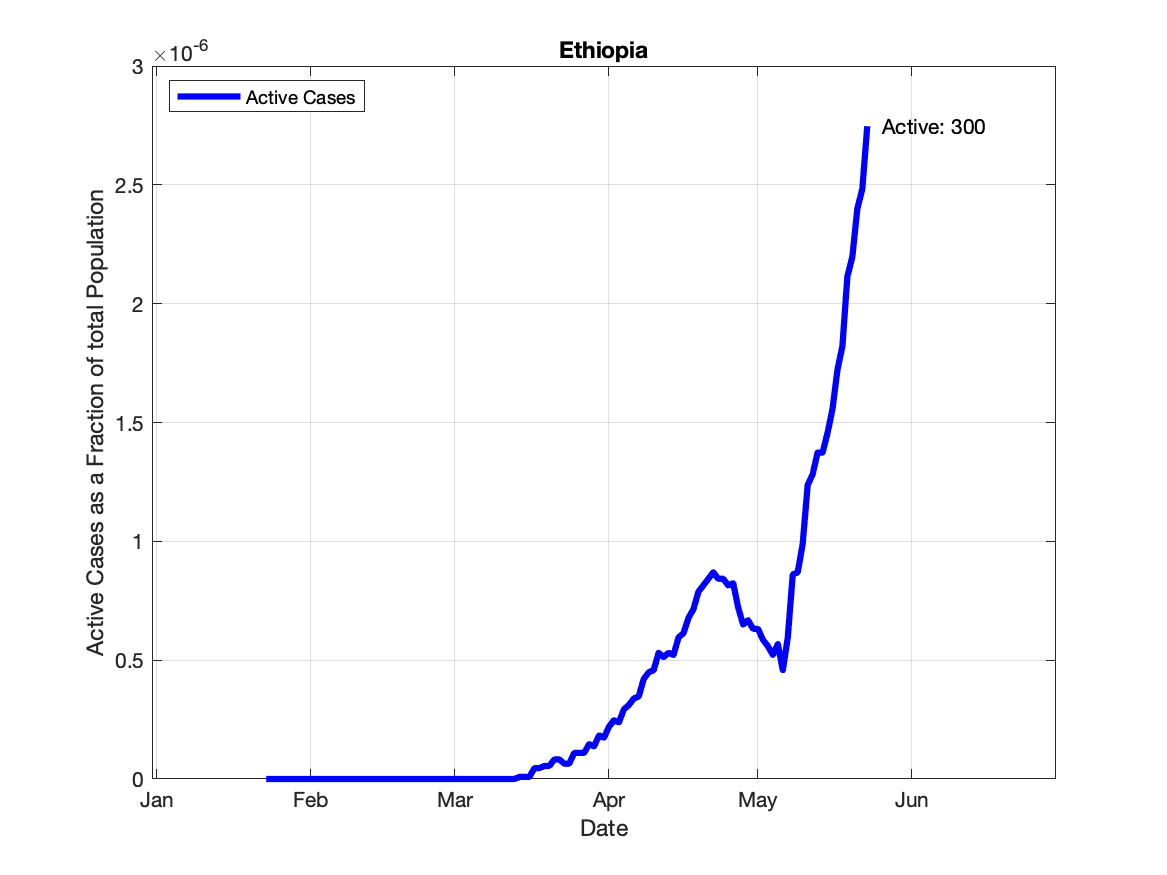 Ethiopia
×10-6
3
2.5
2
1.5
1
0.5
0
Active Cases
Active: 300
Active Cases as a Fraction of total Population
Jan Feb Mar Apr May Jun
Date